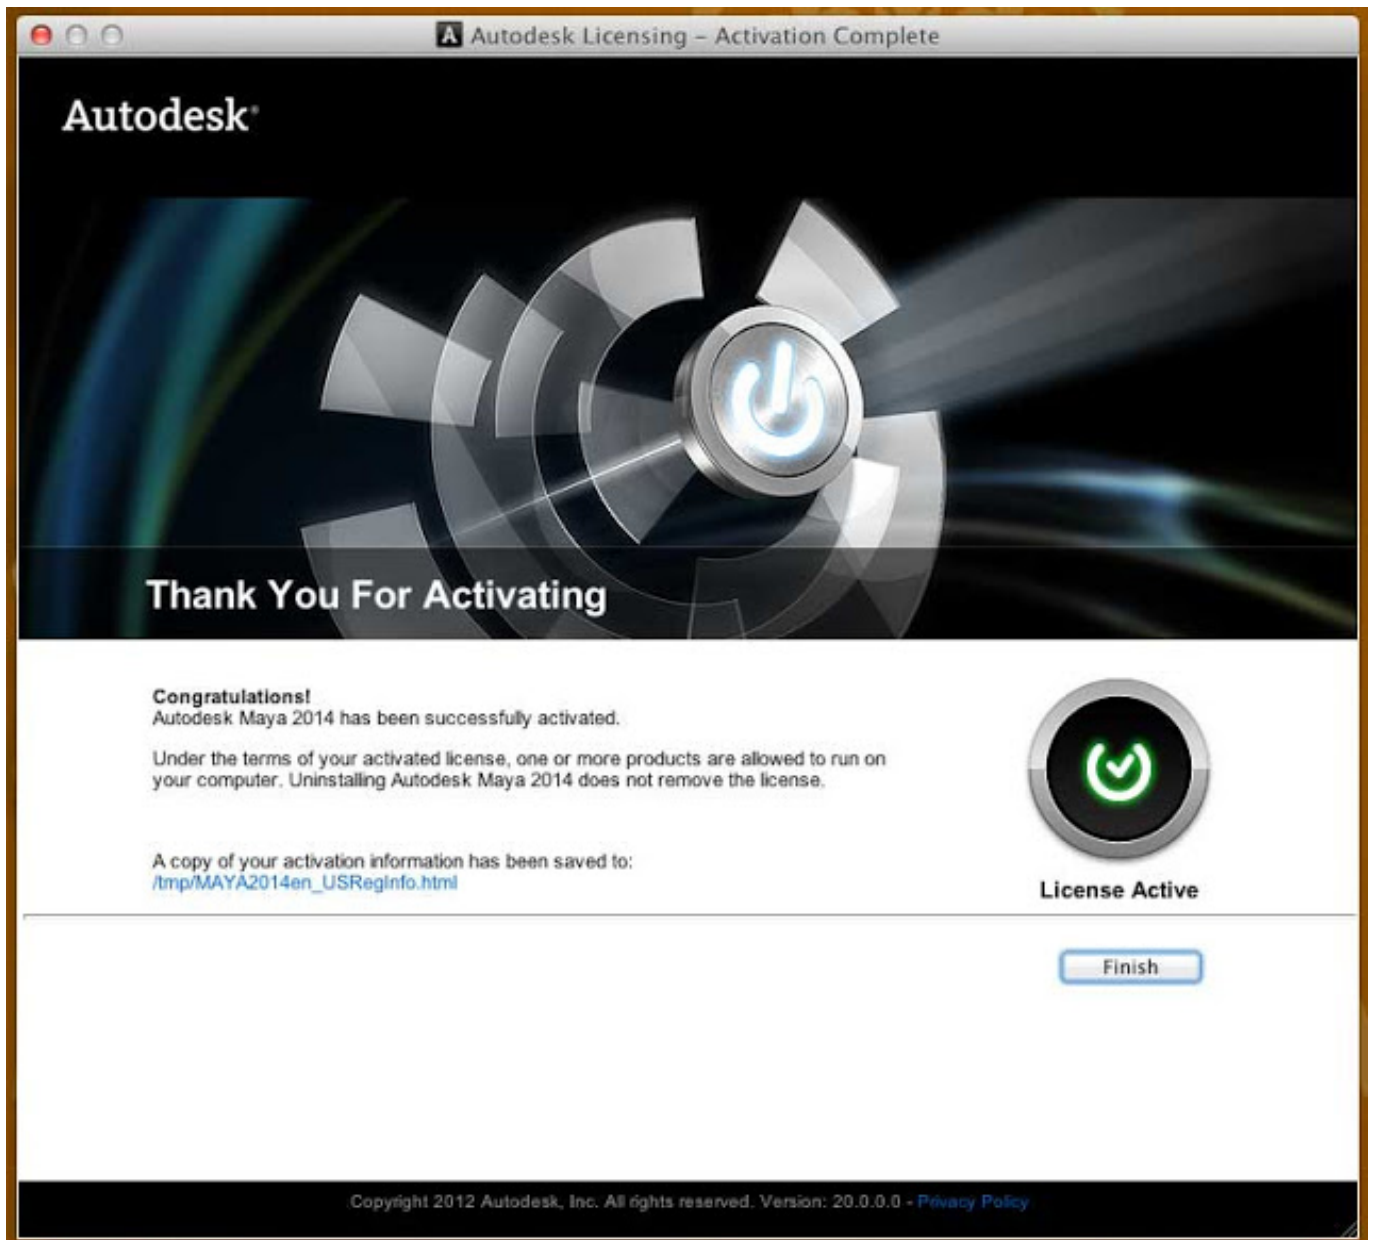 Autodesk Licensing – Activation Complete
Autodesk®
Thank You For Activating
Congratulations!
Autodesk Maya 2014 has been successfully activated.
Under the terms of your activated license, one or more products are allowed to run on
your computer. Uninstalling Autodesk Maya 2014 does not remove the license.
A copy of your activation information has been saved to:
/tmp/MAYA2014en_USRegInfo.html
License Active
Finish
Copyright 2012 Autodesk, Inc. All rights reserved. Version: 20.0.0.0 - Privacy Policy